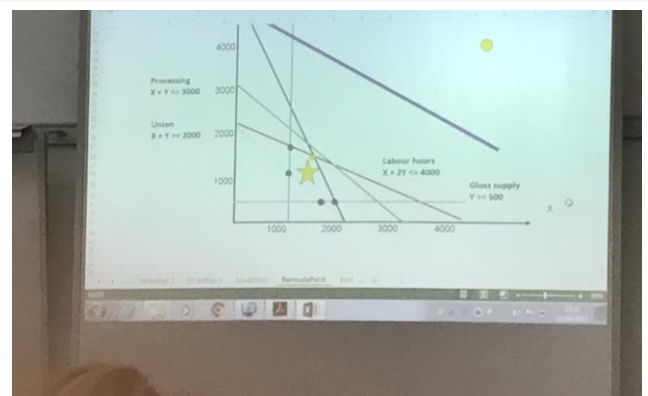 4000
Processing
X + Y <= 3000
3000
Union
X + Y >= 2000
2000
Labour hours
X + 2Y <= 4000
1000
Glass supply
Y >= 500
X
1000 2000 3000 4000
BermudaPoint